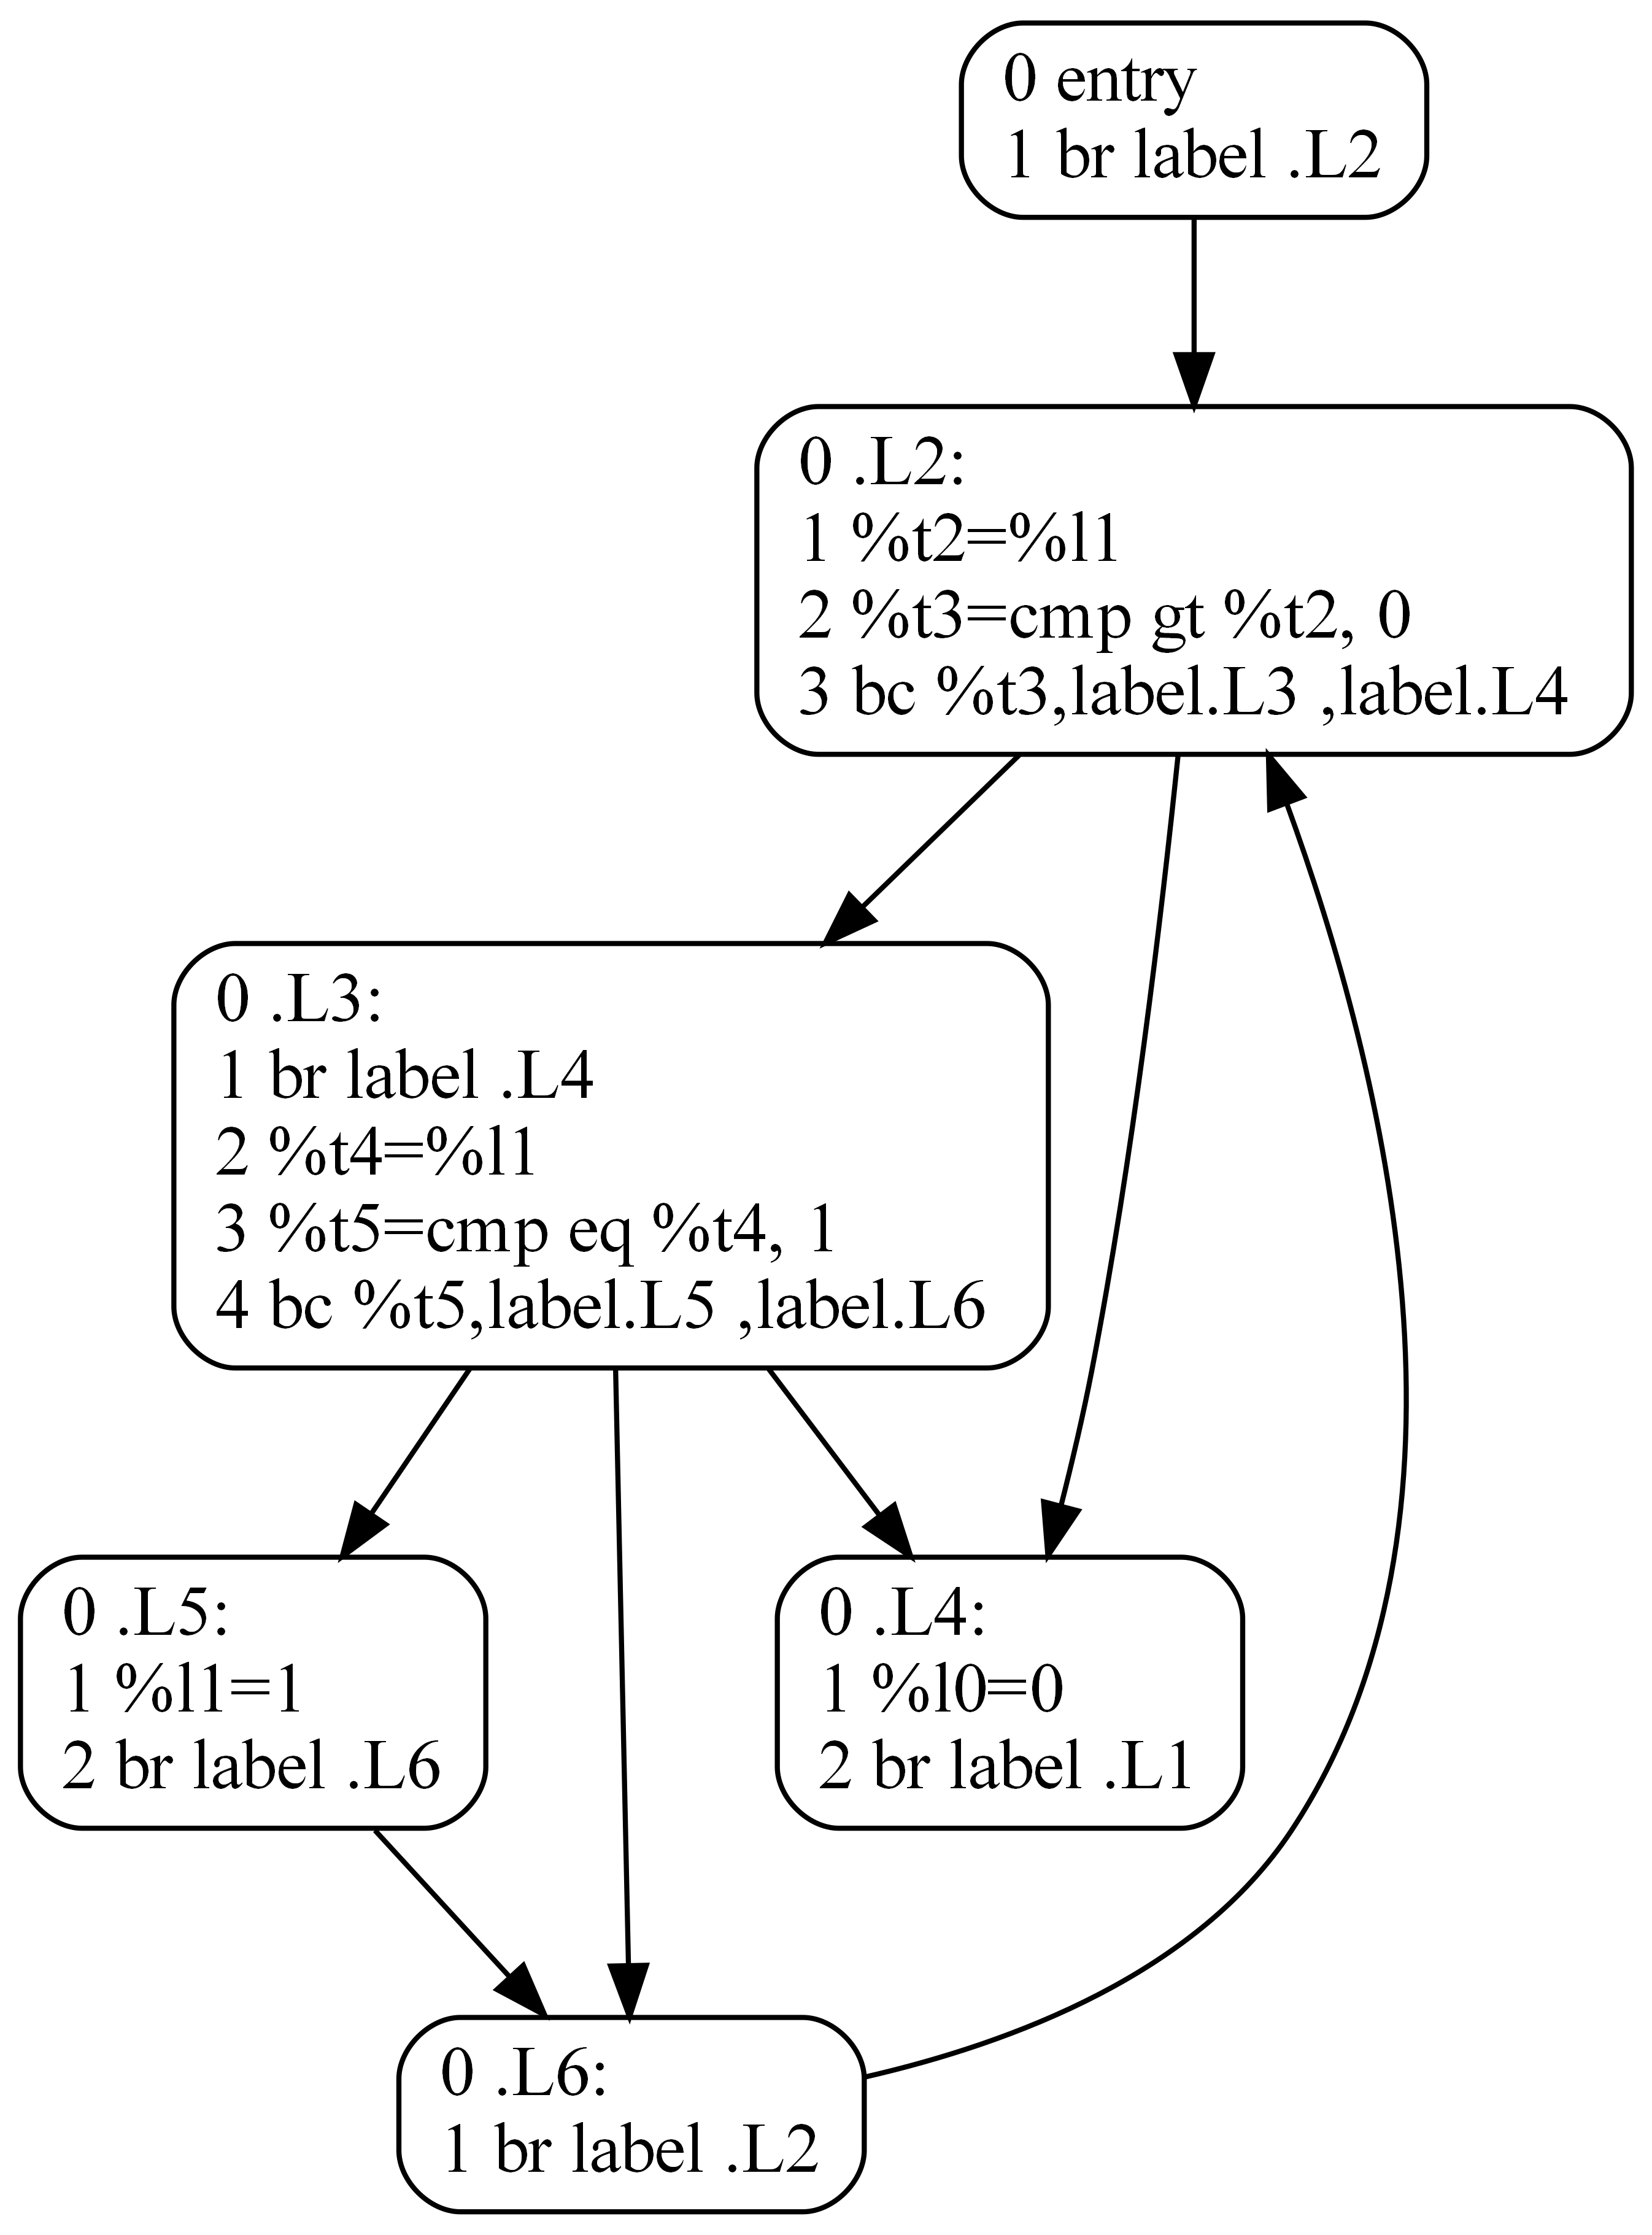 0 entry
1 br label .L2
0 .L2:
1 %t2=%l1
2 %t3=cmp gt %t2, 0
3 bc %t3,label.L3 ,label.L4
0 .L3:
1 br label .L4
2 %t4=%l1
3 %t5=cmp eq %t4, 1
4 bc %t5,label.L5 ,label.L6
0 .L5:
1 %l1=1
2 br label .L6
0 .L4:
1 %l0=0
2 br label .L1
0 .L6:
1 br label .L2